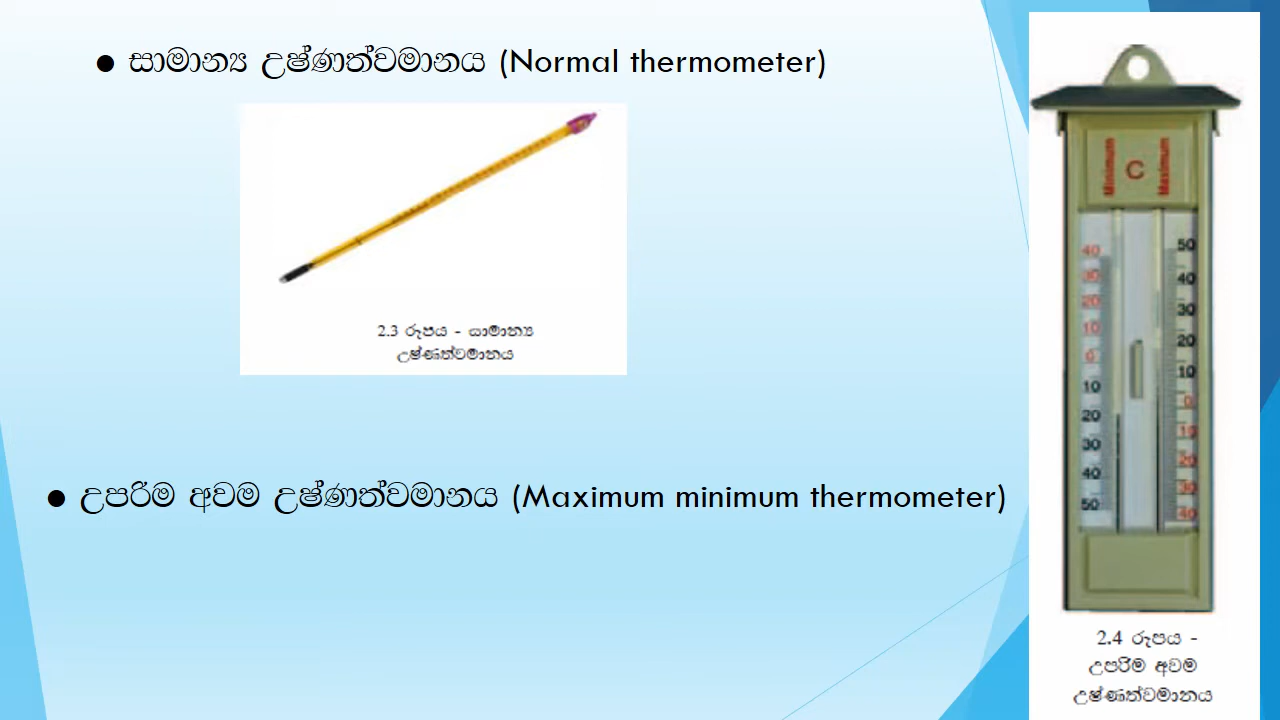 • සාමාන්‍ය උෂ්ණත්වමානය (Normal thermometer)
2.3 රූපය - සාමාන්‍ය
උෂ්ණත්වමානය
• උපරිම අවම උෂ්ණත්වමානය (Maximum minimum thermometer)
Minimum C Maximum
40 50
30 40
20 30
10 20
0 10
10 0
20 10
30 20
40 30
50 40
2.4 රූපය -
උපරිම අවම
උෂ්ණත්වමානය